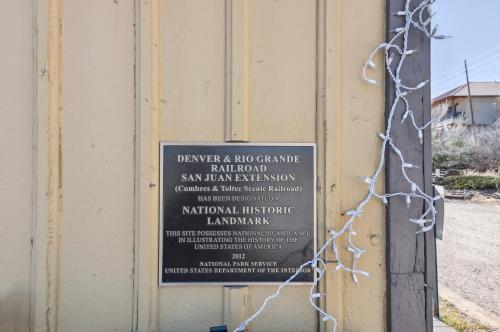 DENVER & RIO GRANDE
RAILROAD
SAN JUAN EXTENSION
(Cumbres & Toltec Scenic Railroad)
HAS BEEN DESIGNATED A
NATIONAL HISTORIC
LANDMARK
THIS SITE POSSESSES NATIONAL SIGNIFICANCE
IN ILLUSTRATING THE HISTORY OF THE
UNITED STATES OF AMERICA
2012
NATIONAL PARK SERVICE
UNITED STATES DEPARTMENT OF THE INTERIOR